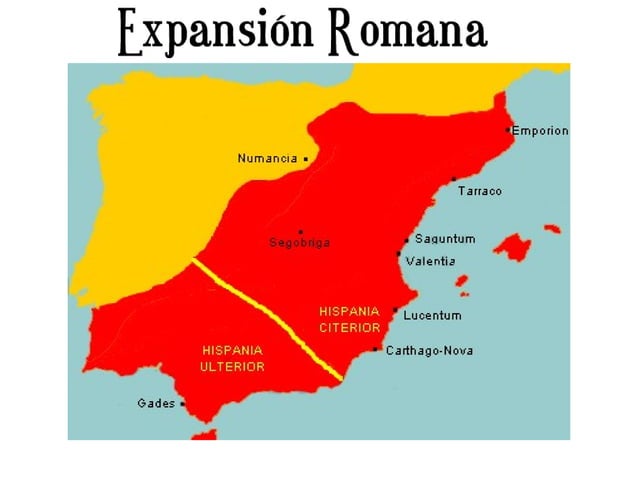 Expansión Romana
Emporion
Numancia
Tarraco
Segobriga
Saguntum
Valentia
HISPANIA
CITERIOR
Lucentum
HISPANIA
ULTERIOR
Carthago-Nova
Gades